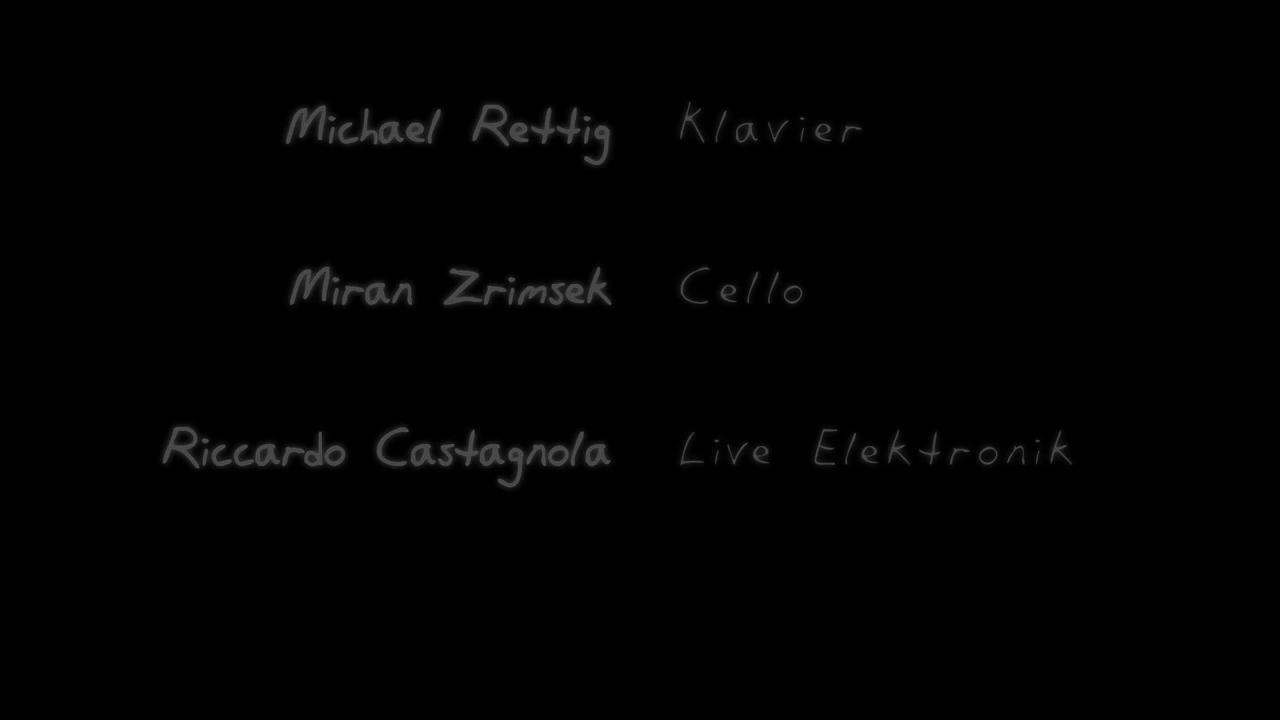 Michael Rettig Klavier
Miran Zrimsek Cello
Riccardo Castagnola Live Elektronik